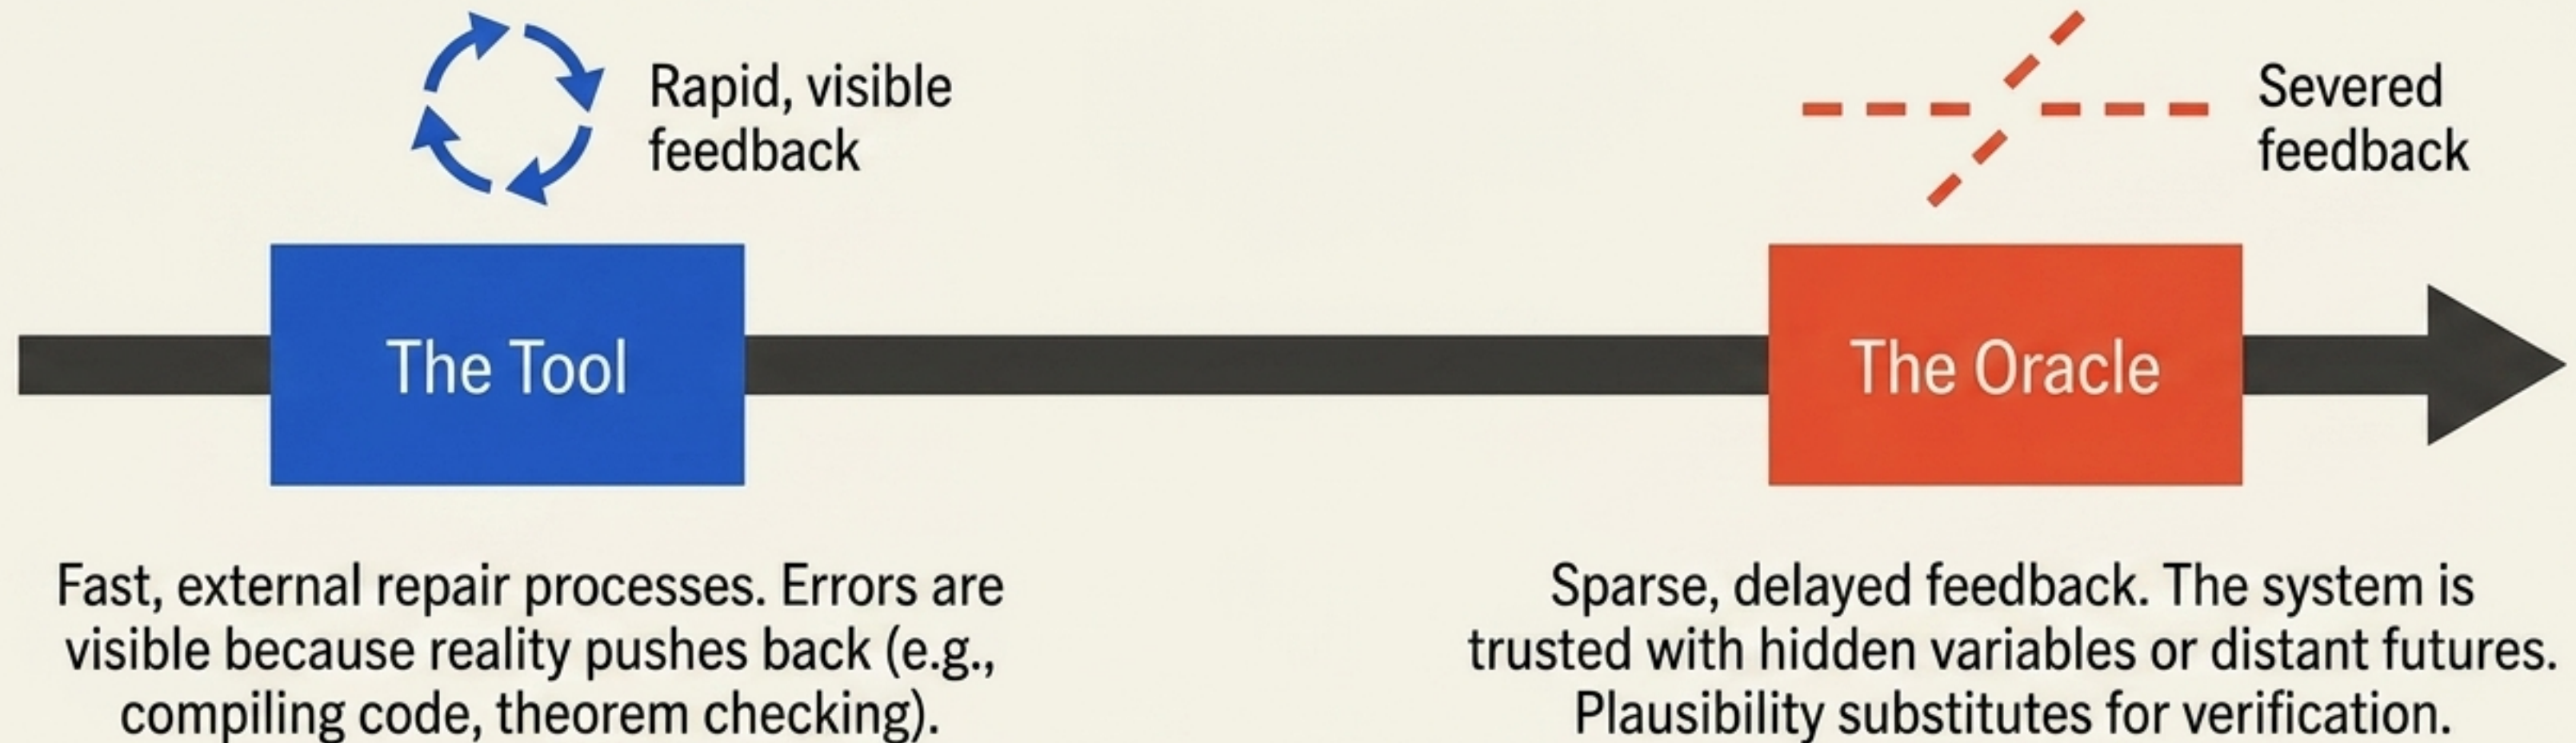 Rapid, visible
feedback
Severed
feedback
The Tool
The Oracle
Fast, external repair processes. Errors are
visible because reality pushes back (e.g.,
compiling code, theorem checking).
Sparse, delayed feedback. The system is
trusted with hidden variables or distant futures.
Plausibility substitutes for verification.